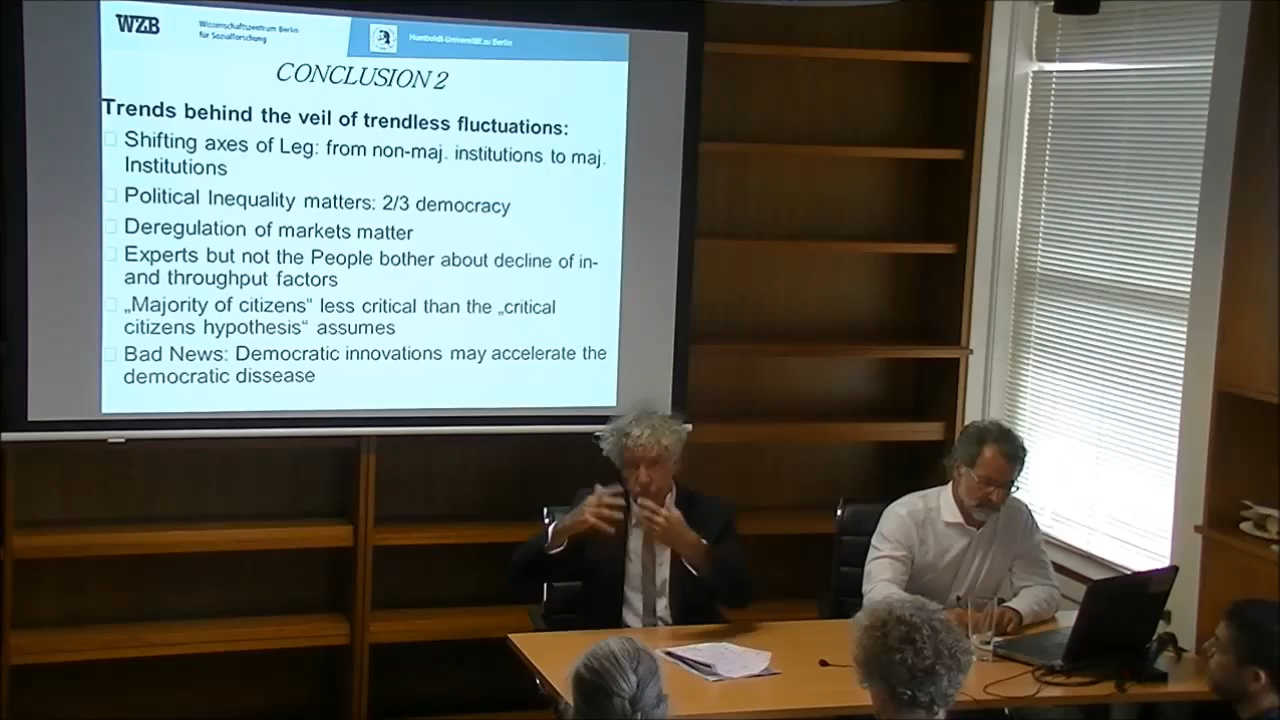 WZB
Wissenschaftszentrum Berlin
für Sozialforschung
Humboldt-Universität zu Berlin
CONCLUSION 2
Trends behind the veil of trendless fluctuations:
Shifting axes of Leg: from non-maj. institutions to maj.
Institutions
Political Inequality matters: 2/3 democracy
Deregulation of markets matter
Experts but not the People bother about decline of in-
and throughput factors
„Majority of citizens“ less critical than the „critical
citizens hypothesis“ assumes
Bad News: Democratic innovations may accelerate the
democratic dissease